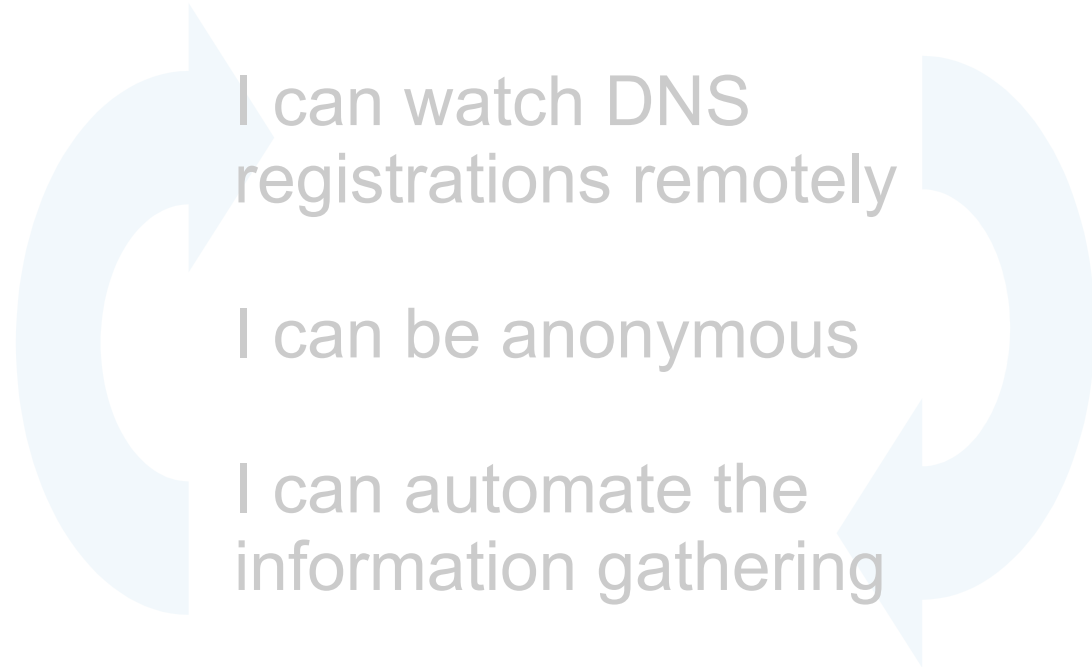 I can watch DNS
registrations remotely
I can be anonymous
I can automate the
information gathering